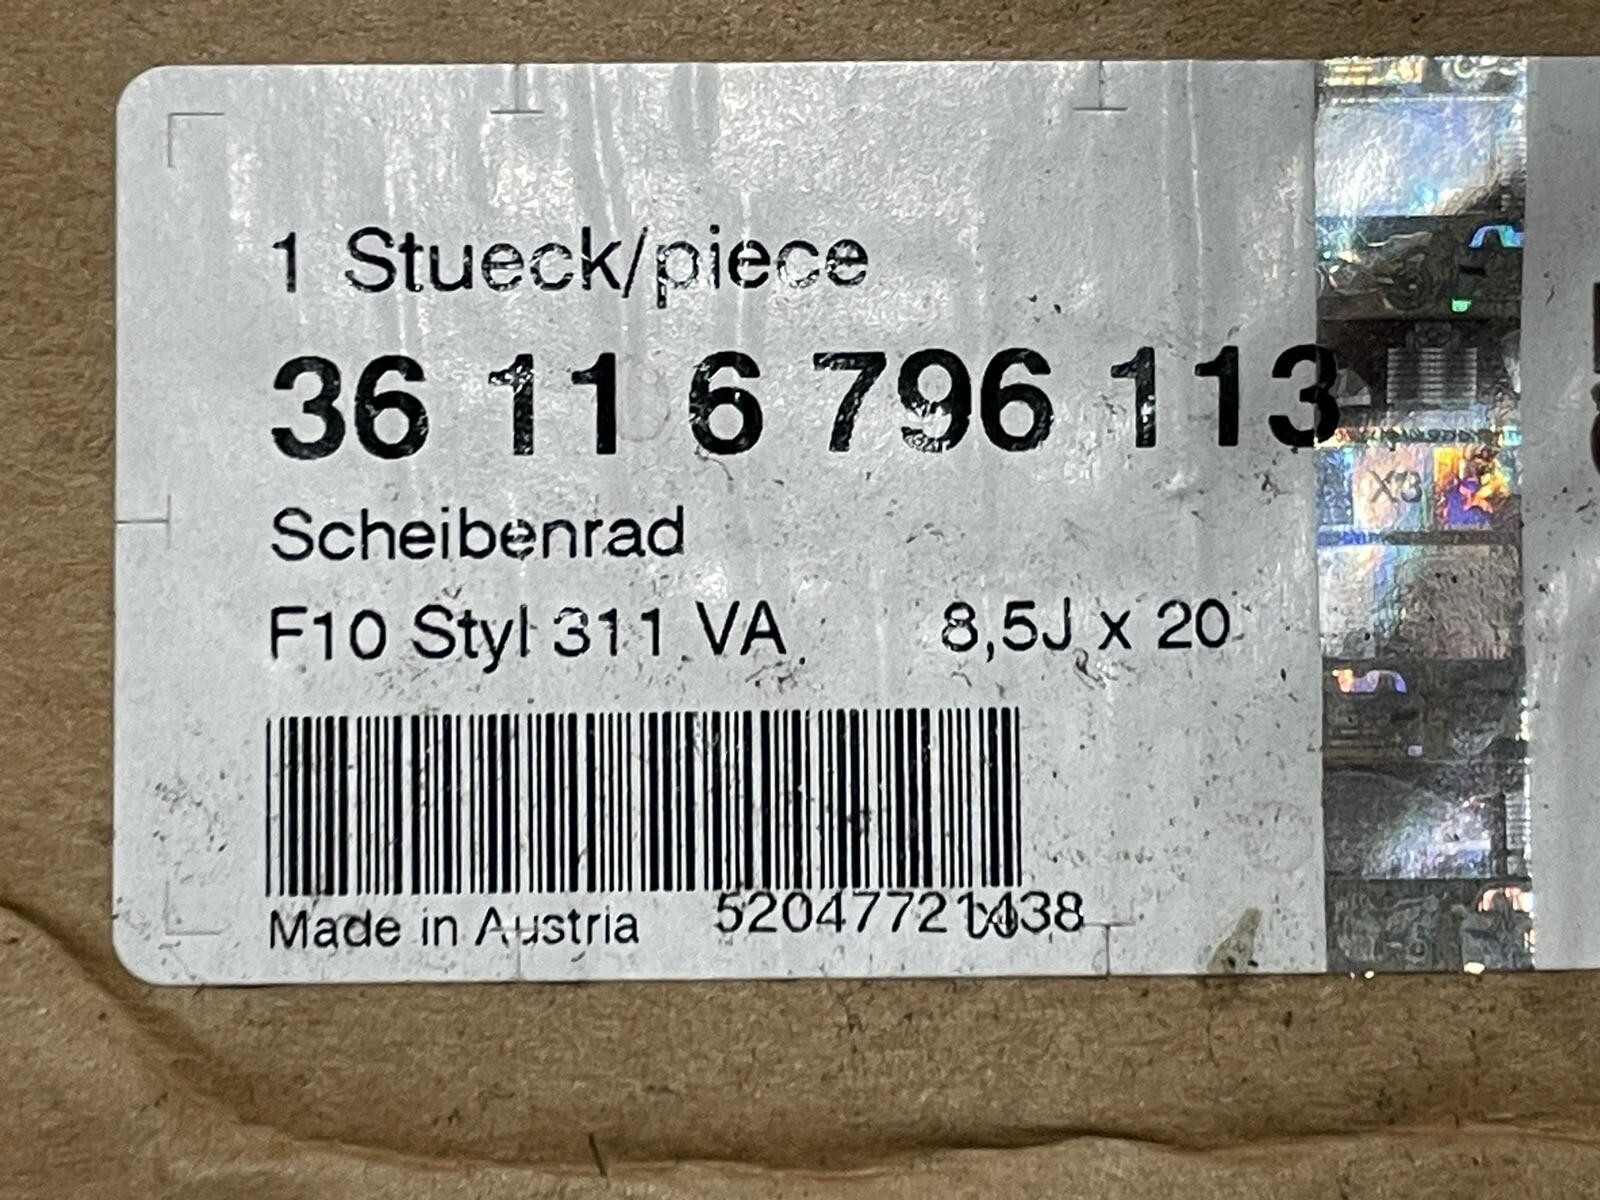 1 Stueck/piece
36 11 6 796 113
Scheibenrad
F10 Styl 311 VA 8,5J x 20
Made in Austria